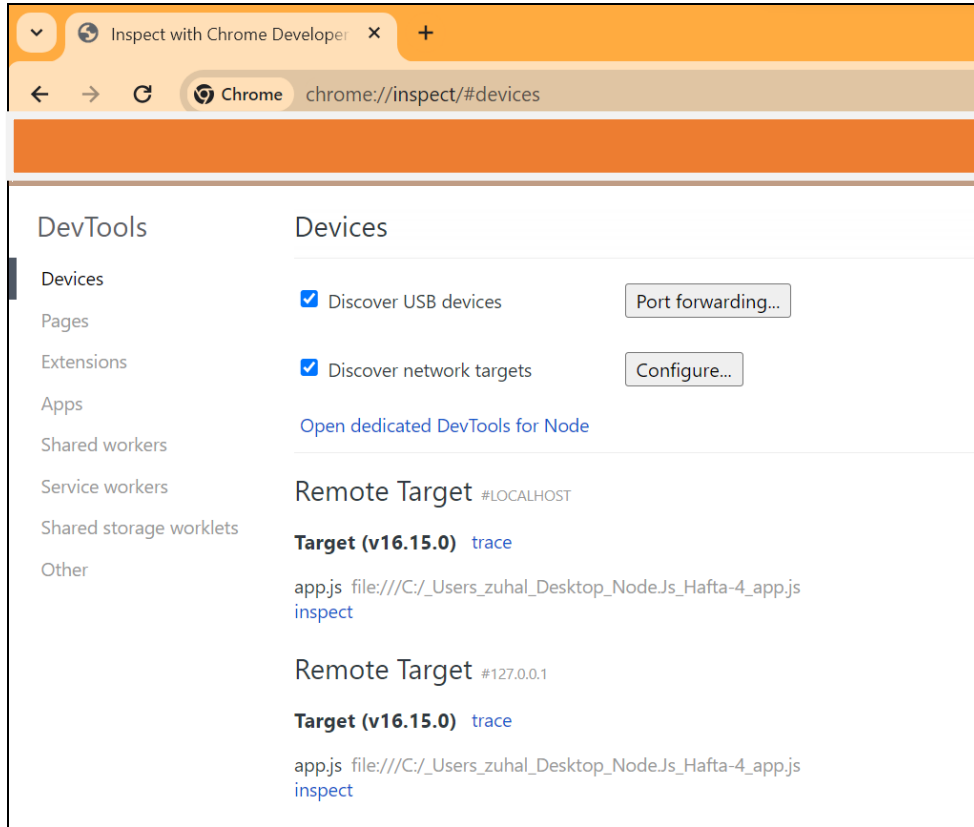 Inspect with Chrome Developer
Chrome chrome://inspect/#devices
DevTools
Devices
Pages
Extensions
Apps
Shared workers
Service workers
Shared storage worklets
Other
Devices
Discover USB devices Port forwarding...
Discover network targets Configure...
Open dedicated DevTools for Node
Remote Target #LOCALHOST
Target (v16.15.0) trace
app.js file:///C:/_Users_zuhal_Desktop_Node.Js_Hafta-4_app.js
inspect
Remote Target #127.0.0.1
Target (v16.15.0) trace
app.js file:///C:/_Users_zuhal_Desktop_Node.Js_Hafta-4_app.js
inspect